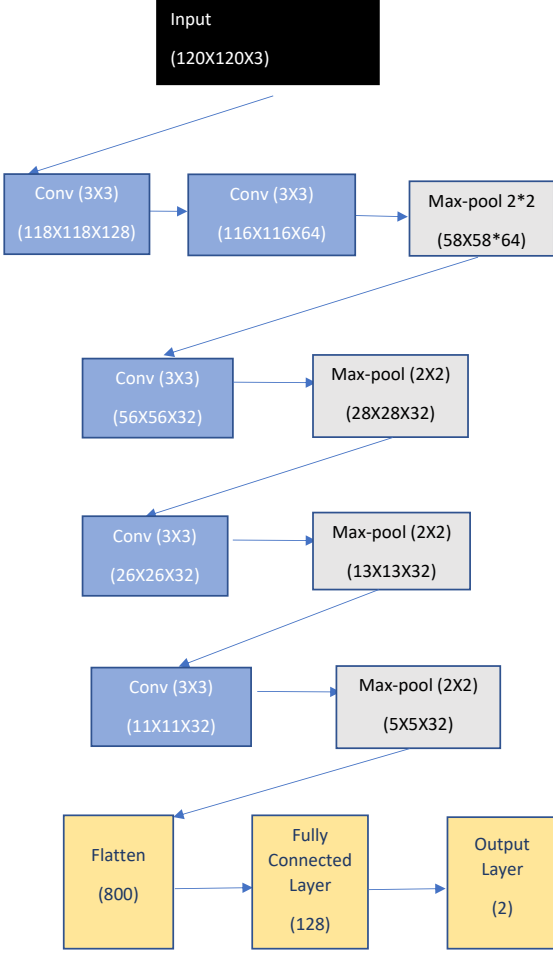 Input
(120X120X3)
Conv (3X3)
(118X118X128)
Conv (3X3)
(116X116X64)
Max-pool 2*2
(58X58*64)
Conv (3X3)
(56X56X32)
Max-pool (2X2)
(28X28X32)
Conv (3X3)
(26X26X32)
Max-pool (2X2)
(13X13X32)
Conv (3X3)
(11X11X32)
Max-pool (2X2)
(5X5X32)
Flatten
(800)
Fully
Connected
Layer
(128)
Output
Layer
(2)